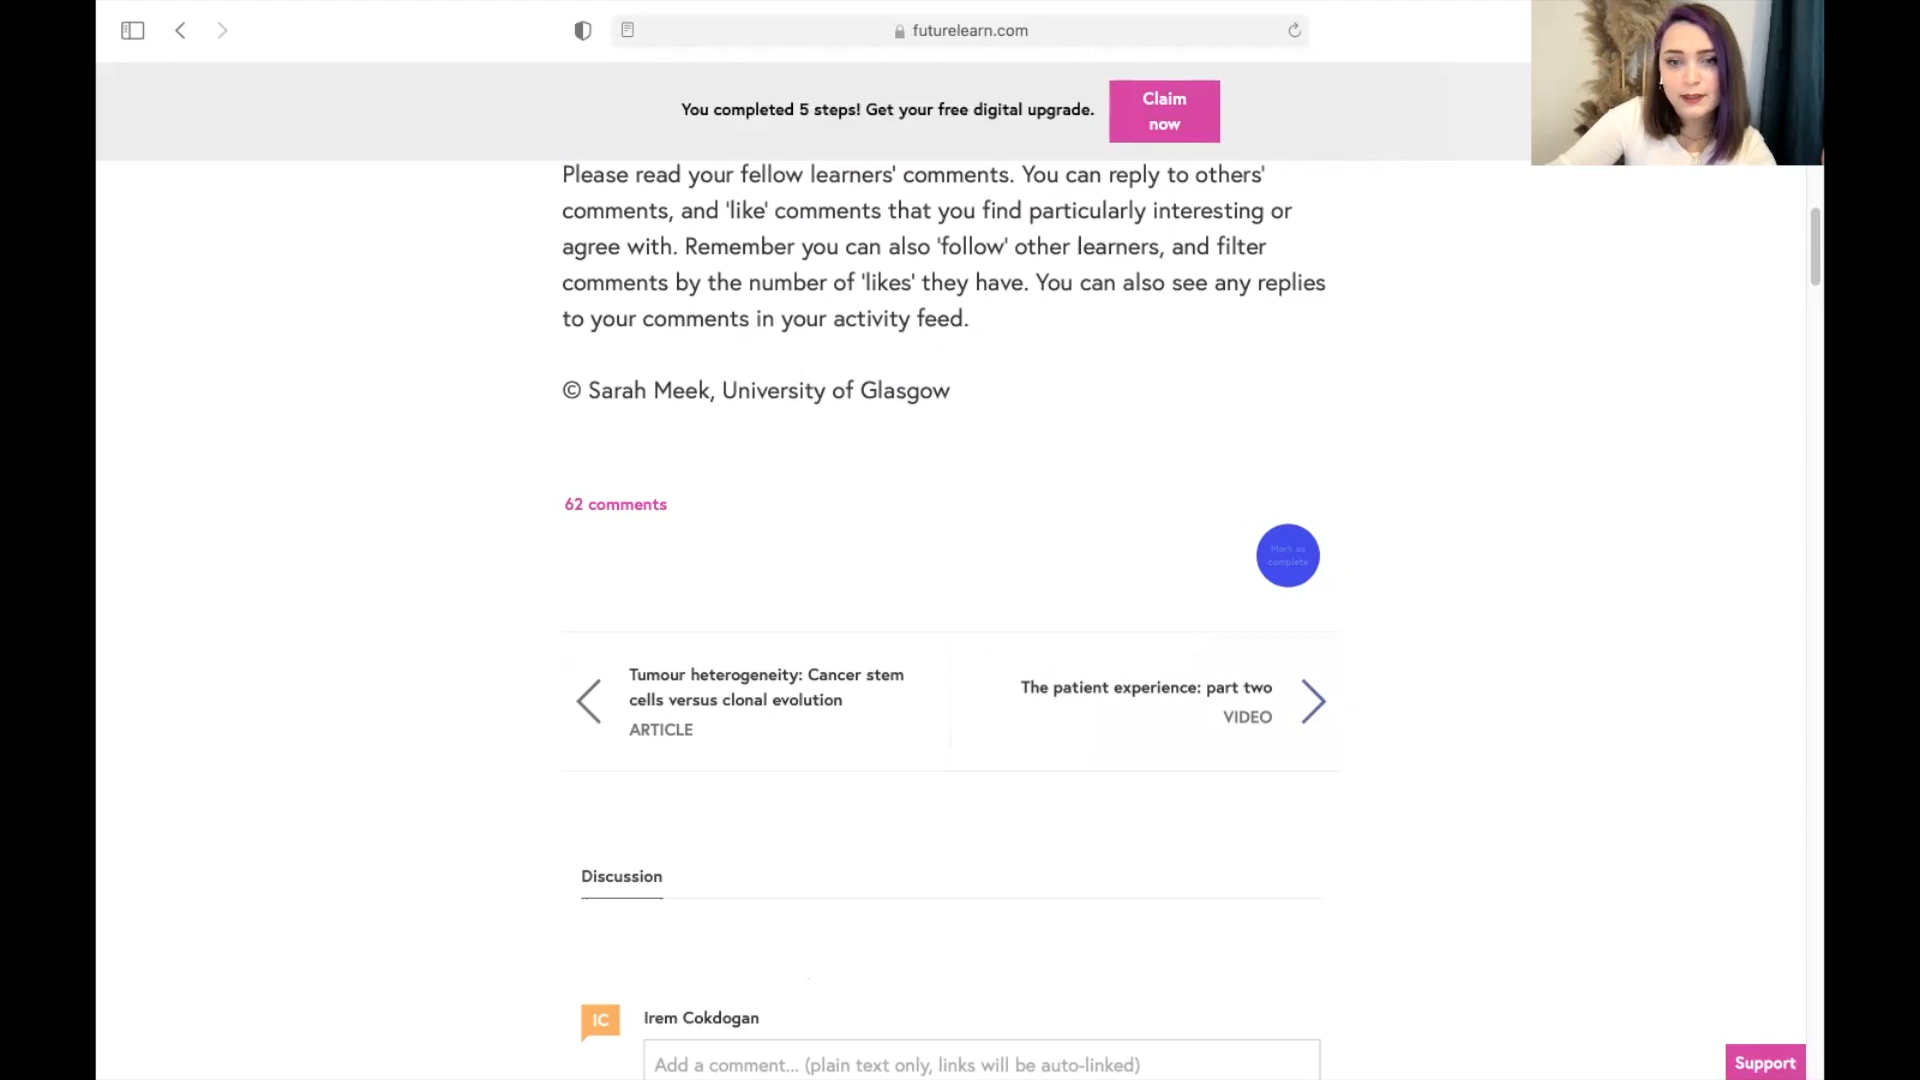 futurelearn.com
You completed 5 steps! Get your free digital upgrade.
Claim
now
Please read your fellow learners' comments. You can reply to others'
comments, and 'like' comments that you find particularly interesting or
agree with. Remember you can also 'follow' other learners, and filter
comments by the number of 'likes' they have. You can also see any replies
to your comments in your activity feed.
© Sarah Meek, University of Glasgow
62 comments
Mark as
complete
Tumour heterogeneity: Cancer stem
cells versus clonal evolution
ARTICLE
The patient experience: part two
VIDEO
Discussion
IC
Irem Cokdogan
Add a comment... (plain text only, links will be auto-linked)
Support